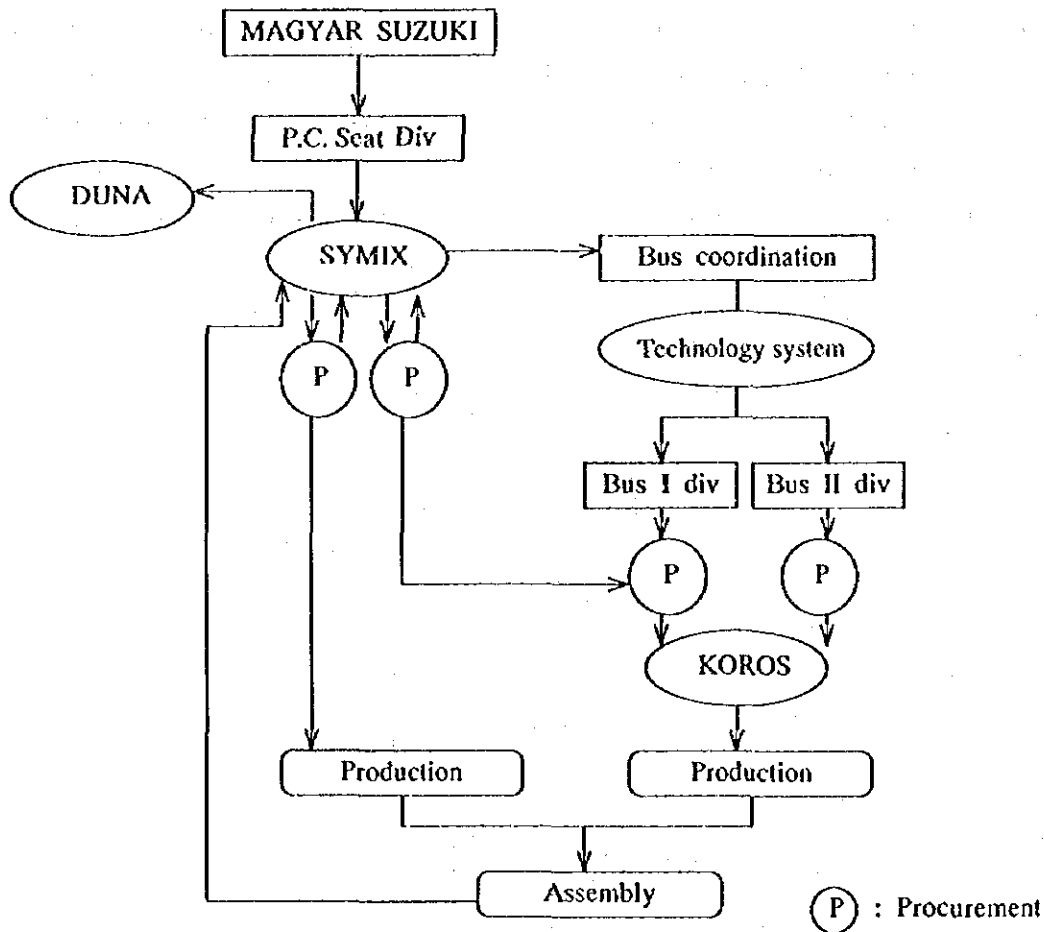 MAGYAR SUZUKI
P.C. Seat Div
DUNA
SYMIX
Bus coordination
Technology system
P
P
Bus I div
Bus II div
P
P
KOROS
Production
Production
Assembly
P : Procurement